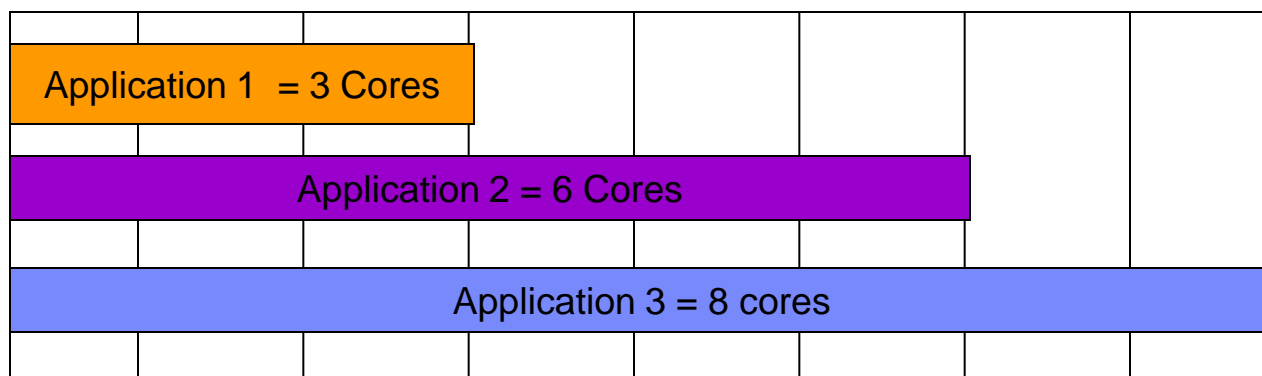 Application 1  = 3 Cores
Application 2 = 6 Cores
Application 3 = 8 cores